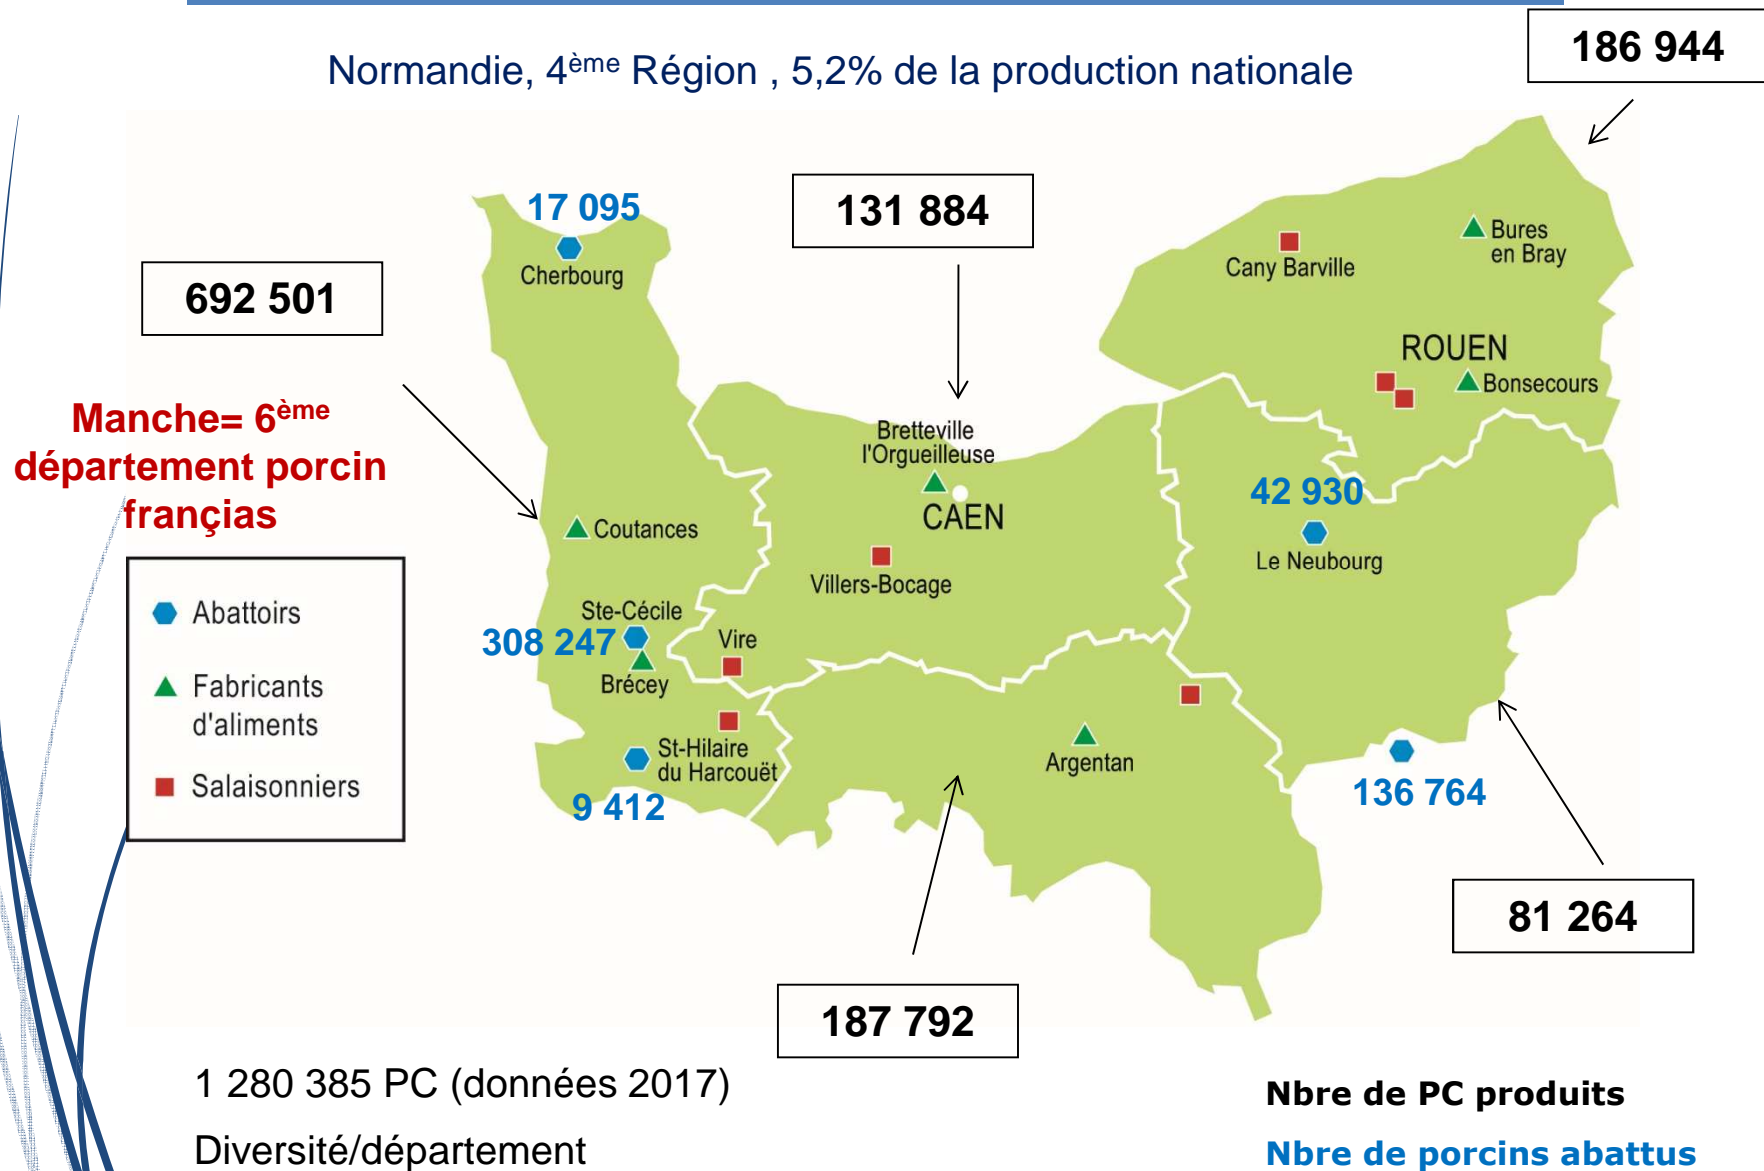 Normandie, 4ème Région , 5,2% de la production nationale
186 944
17 095
Cherbourg
131 884
692 501
Cany Barville
Bures
en Bray
ROUEN
Bonsecours
Manche= 6ème
département porcin
françias
Bretteville
l'Orgueilleuse
CAEN
Coutances
Villers-Bocage
42 930
Le Neubourg
Abattoirs
Fabricants
d'aliments
Salaisonniers
Ste-Cécile
308 247
Brécey
Vire
St-Hilaire
du Harcouët
9 412
Argentan
136 764
81 264
187 792
1 280 385 PC (données 2017)
Diversité/département
Nbre de PC produits
Nbre de porcins abattus